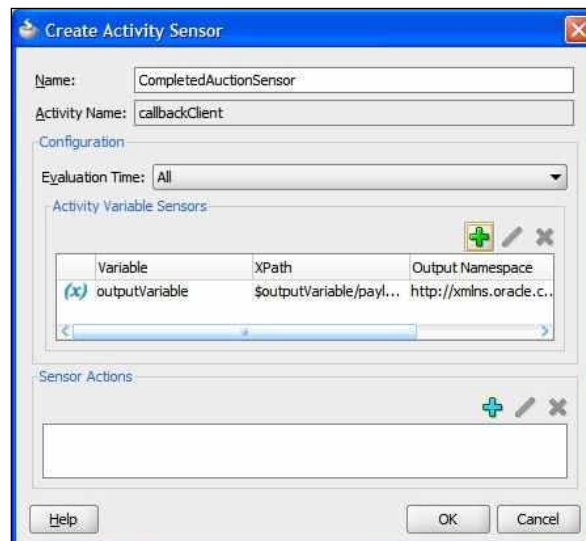 Create Activity Sensor
Name: CompletedAuctionSensor
Activity Name: callbackClient
Configuration
Evaluation Time: All
Activity Variable Sensors
Variable XPath Output Namespace
(x) outputVariable $outputVariable/payl... http://xmlns.oracle.c...
Sensor Actions
Help OK Cancel